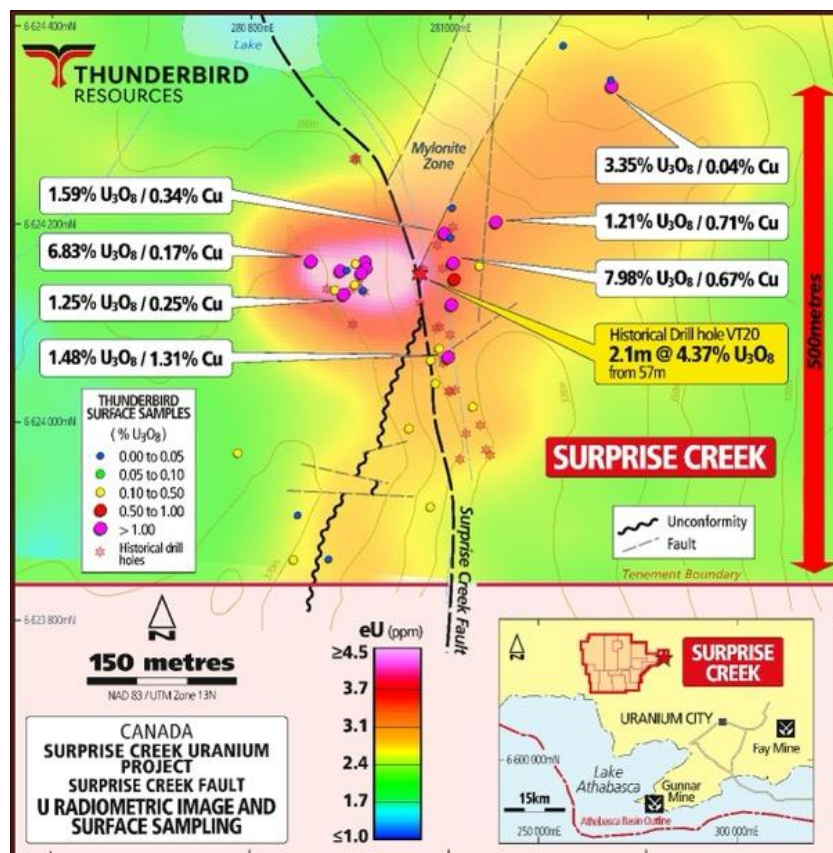 6 624 400
280 800mE
281000mE
Lake
THUNDERBIRD
RESOURCES
350m
Mylonite
Zone
3.35% U₃O₈ / 0.04% Cu
1.59% U₃O₈ / 0.34% Cu
6 624 200
1.21% U₃O₈ / 0.71% Cu
6.83% U₃O₈ / 0.17% Cu
7.98% U₃O₈ / 0.67% Cu
1.25% U₃O₈ / 0.25% Cu
Historical Drill hole VT20
2.1m @ 4.37% U₃O₈
from 57m
1.48% U₃O₈ / 1.31% Cu
500metres
330m
350m
THUNDERBIRD
SURFACE SAMPLES
( % U₃O₈ )
0.00 to 0.05
0.05 to 0.10
0.10 to 0.50
0.50 to 1.00
> 1.00
Historical drill
holes
6 624 000mN
SURPRISE CREEK
Unconformity
Fault
370m
Surprise Creek Fault
Tenement Boundary
6 623 800mN
N
150 metres
NAD 83 / UTM Zone 13N
CANADA
SURPRISE CREEK URANIUM
PROJECT
SURPRISE CREEK FAULT
U RADIOMETRIC IMAGE AND
SURFACE SAMPLING
eU (ppm)
≥4.5
3.7
3.1
2.4
1.7
≤1.0
N
SURPRISE
CREEK
URANIUM CITY
Fay Mine
6 600 000mN
Lake
Athabasca
Gunnar
Mine
15km
Athabasca Basin Outline
250 000mE
300 000mE